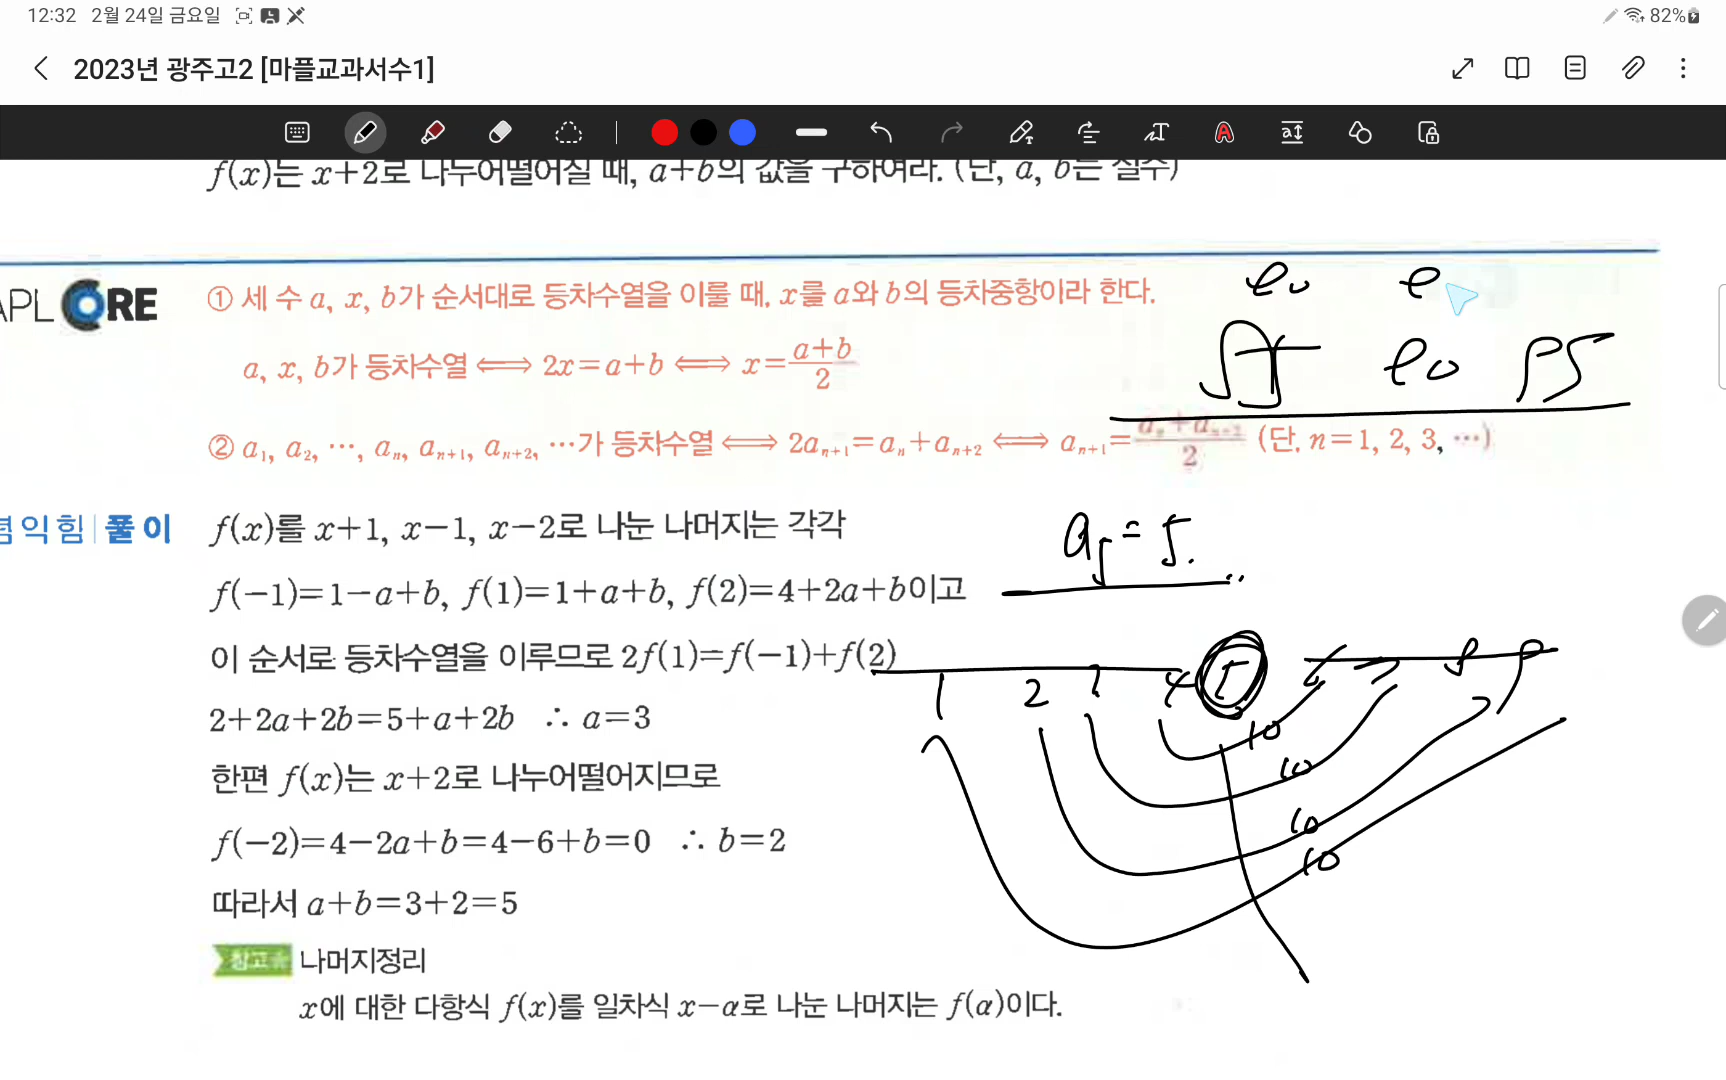 12:32 2월 24일 금요일
82%
2023년 광주고2 [마플교과서수1]
f(x)는 x+2로 나누어떨어질 때, a+b의 값을 구하여라. (단, a, b는 실수)
APL CORE
① 세 수 a, x, b가 순서대로 등차수열을 이룰 때, x를 a와 b의 등차중항이라 한다.
a, x, b가 등차수열 ⟺ 2x=a+b ⟺ x=\frac{a+b}{2}
② a₁, a₂, ⋯, aₙ, aₙ₊₁, aₙ₊₂, ⋯가 등차수열 ⟺ 2aₙ₊₁=aₙ+aₙ₊₂ ⟺ aₙ₊₁=\frac{aₙ+aₙ₊₂}{2} (단, n=1, 2, 3, ⋯)
념익힘 | 풀이
f(x)를 x+1, x−1, x−2로 나눈 나머지는 각각
f(−1)=1−a+b, f(1)=1+a+b, f(2)=4+2a+b이고
이 순서로 등차수열을 이루므로 2f(1)=f(−1)+f(2)
2+2a+2b=5+a+2b ∴ a=3
한편 f(x)는 x+2로 나누어떨어지므로
f(−2)=4−2a+b=4−6+b=0 ∴ b=2
따라서 a+b=3+2=5
참고 나머지정리
x에 대한 다항식 f(x)를 일차식 x−α로 나눈 나머지는 f(α)이다.
a₅=5.
1 2 3 4 5 6 7 8 9
10
10
10
10